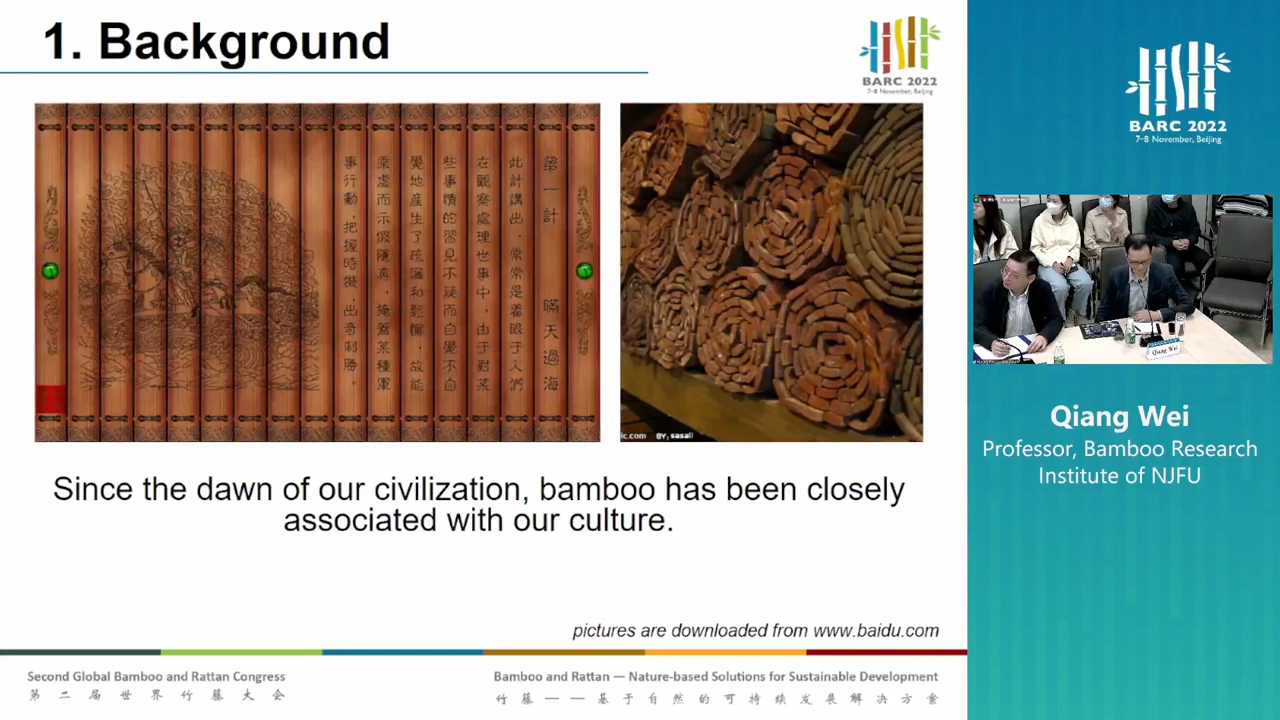 1. Background
BARC 2022
7-8 November, Beijing
第一計 瞞天過海
此計講出，常常是着眼于人們
在觀察處理世事中，由于對某
些事情的習見不疑而自覺不自
覺地産生了疏漏和鬆懈，故能
乘虛而示假隱真，掩蓋某種軍
事行動，把握時機，出奇制勝。
ic.com BY: sasali
Since the dawn of our civilization, bamboo has been closely
associated with our culture.
pictures are downloaded from www.baidu.com
Second Global Bamboo and Rattan Congress
第二届世界竹藤大会
Bamboo and Rattan — Nature-based Solutions for Sustainable Development
竹藤——基于自然的可持续发展解决方案
BARC 2022
7-8 November, Beijing
Qiang Wei
Qiang Wei
Professor, Bamboo Research
Institute of NJFU